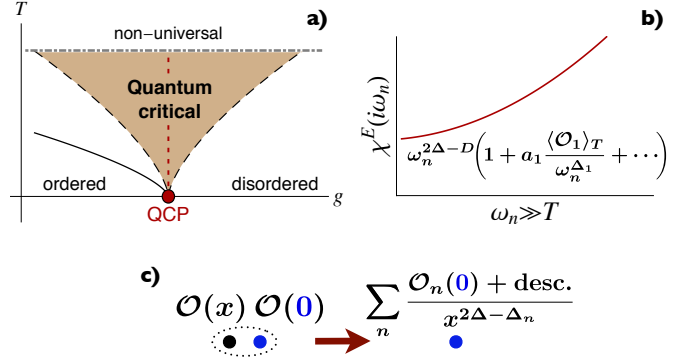 T
a)
non-universal
Quantum
critical
ordered
disordered
QCP
g
b)
χ^E(iω_n)
ω_n^{2Δ−D}(1 + a_1 ⟨O_1⟩_T / ω_n^{Δ_1} + ⋯)
ω_n≫T
c)
O(x) O(0)
∑_n (O_n(0) + desc.) / x^{2Δ−Δ_n}